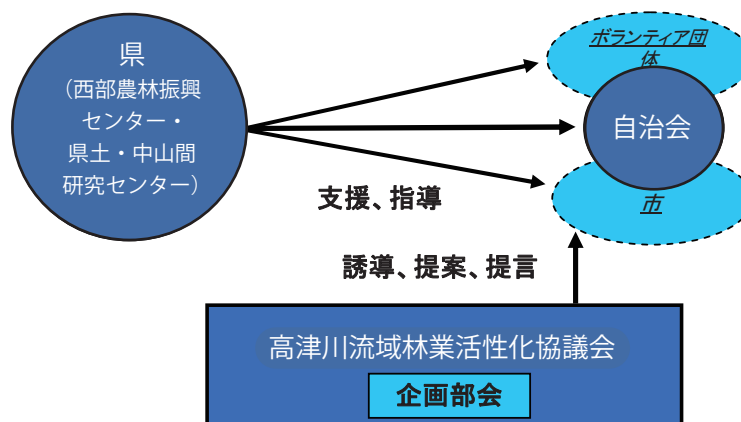 県
（西部農林振興
センター・
県土・中山間
研究センター）
ボランティア団
体
自治会
市
支援、指導
誘導、提案、提言
高津川流域林業活性化協議会
企画部会